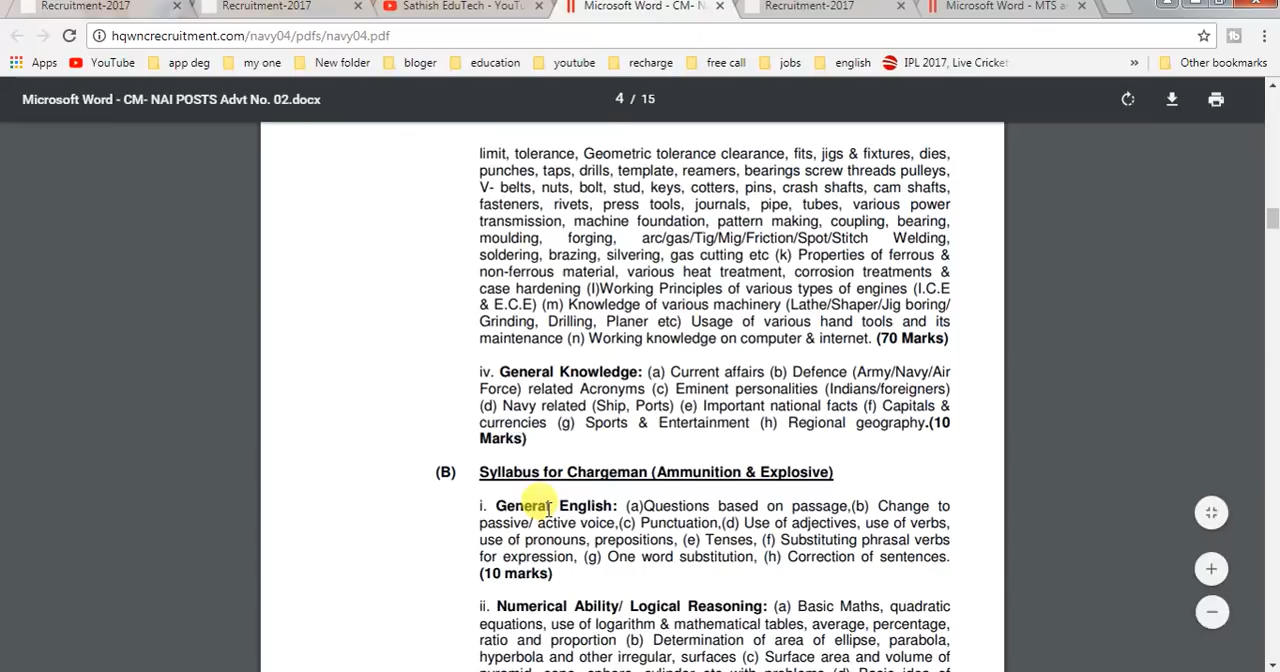 Recruitment-2017
Recruitment-2017
Sathish EduTech - YouTu
Microsoft Word - CM- N
Recruitment-2017
Microsoft Word - MTS a
hqwncrecruitment.com/navy04/pdfs/navy04.pdf
Apps YouTube app deg my one New folder bloger education youtube recharge free call jobs english IPL 2017, Live Cricket » Other bookmarks
Microsoft Word - CM- NAI POSTS Advt No. 02.docx
4 / 15
limit, tolerance, Geometric tolerance clearance, fits, jigs & fixtures, dies,
punches, taps, drills, template, reamers, bearings screw threads pulleys,
V- belts, nuts, bolt, stud, keys, cotters, pins, crash shafts, cam shafts,
fasteners, rivets, press tools, journals, pipe, tubes, various power
transmission, machine foundation, pattern making, coupling, bearing,
moulding, forging, arc/gas/Tig/Mig/Friction/Spot/Stitch Welding,
soldering, brazing, silvering, gas cutting etc (k) Properties of ferrous &
non-ferrous material, various heat treatment, corrosion treatments &
case hardening (l)Working Principles of various types of engines (I.C.E
& E.C.E) (m) Knowledge of various machinery (Lathe/Shaper/Jig boring/
Grinding, Drilling, Planer etc) Usage of various hand tools and its
maintenance (n) Working knowledge on computer & internet. (70 Marks)
iv. General Knowledge: (a) Current affairs (b) Defence (Army/Navy/Air
Force) related Acronyms (c) Eminent personalities (Indians/foreigners)
(d) Navy related (Ship, Ports) (e) Important national facts (f) Capitals &
currencies (g) Sports & Entertainment (h) Regional geography.(10
Marks)
(B) Syllabus for Chargeman (Ammunition & Explosive)
i. General English: (a)Questions based on passage,(b) Change to
passive/ active voice,(c) Punctuation,(d) Use of adjectives, use of verbs,
use of pronouns, prepositions, (e) Tenses, (f) Substituting phrasal verbs
for expression, (g) One word substitution, (h) Correction of sentences.
(10 marks)
ii. Numerical Ability/ Logical Reasoning: (a) Basic Maths, quadratic
equations, use of logarithm & mathematical tables, average, percentage,
ratio and proportion (b) Determination of area of ellipse, parabola,
hyperbola and other irregular, surfaces (c) Surface area and volume of